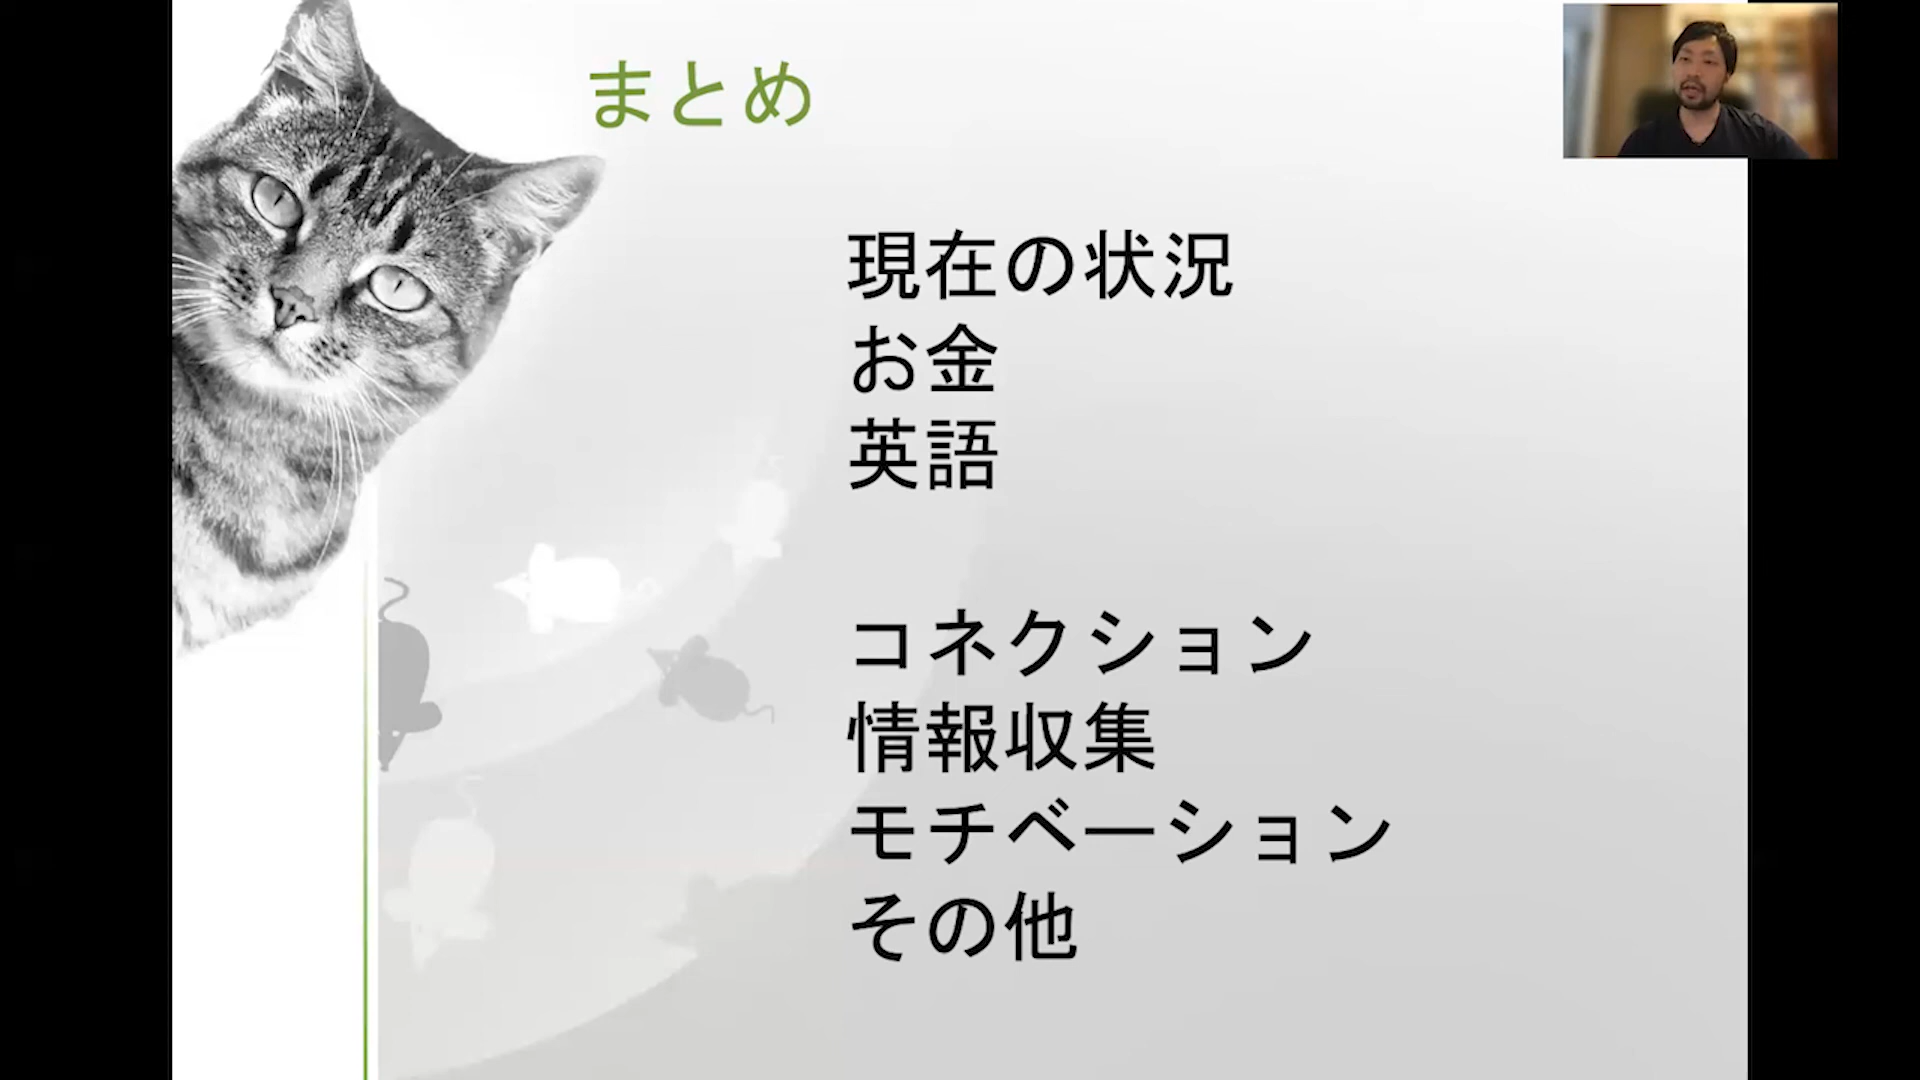 まとめ
現在の状況
お金
英語
コネクション
情報収集
モチベーション
その他